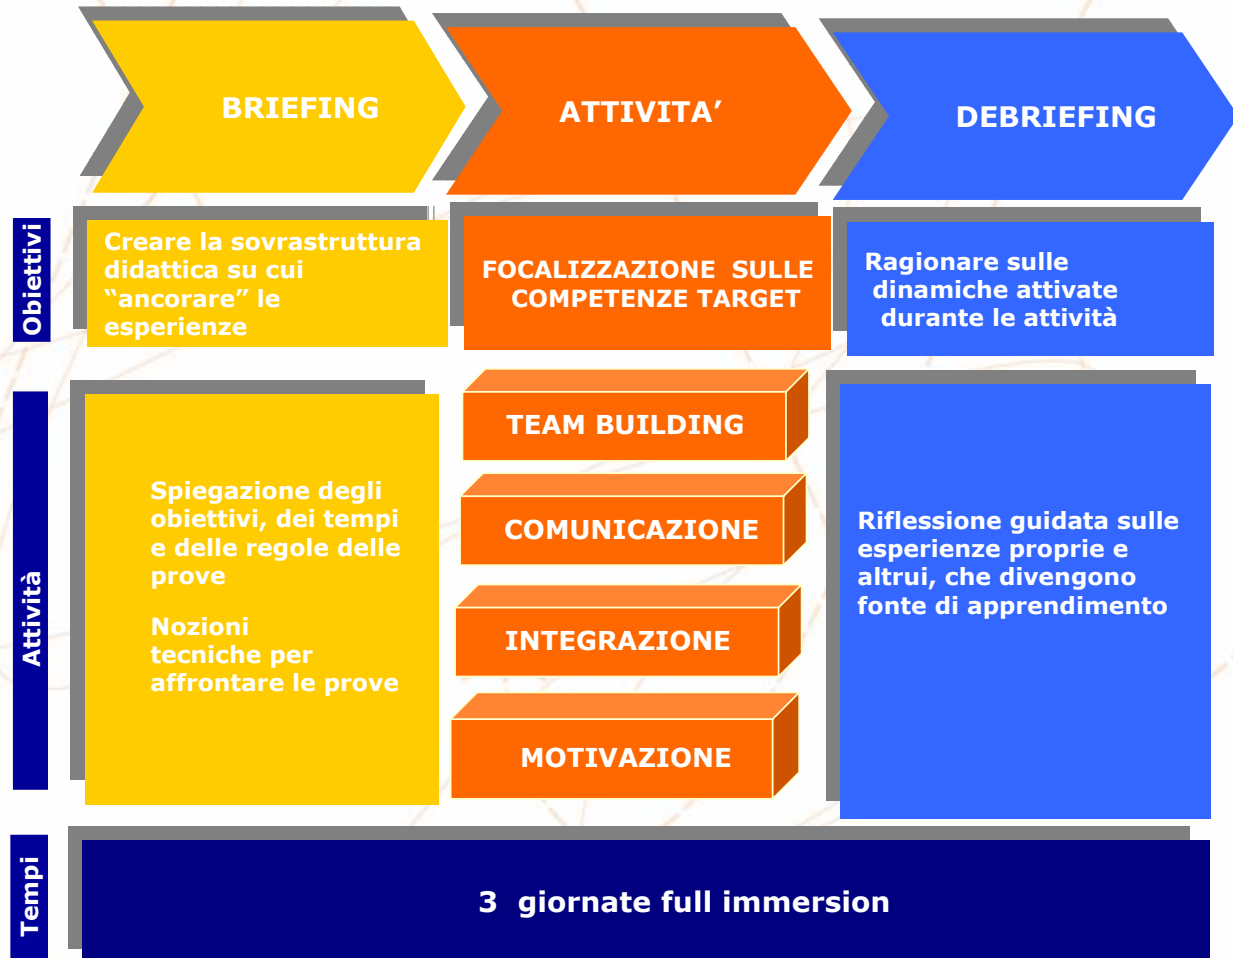 BRIEFING
ATTIVITA’
DEBRIEFING
Obiettivi
Creare la sovrastruttura
didattica su cui
“ancorare” le
esperienze
FOCALIZZAZIONE SULLE
COMPETENZE TARGET
Ragionare sulle
dinamiche attivate
durante le attività
Attività
Spiegazione degli
obiettivi, dei tempi
e delle regole delle
prove
Nozioni
tecniche per
affrontare le prove
TEAM BUILDING
COMUNICAZIONE
INTEGRAZIONE
MOTIVAZIONE
Riflessione guidata sulle
esperienze proprie e
altrui, che divengono
fonte di apprendimento
Tempi
3 giornate full immersion